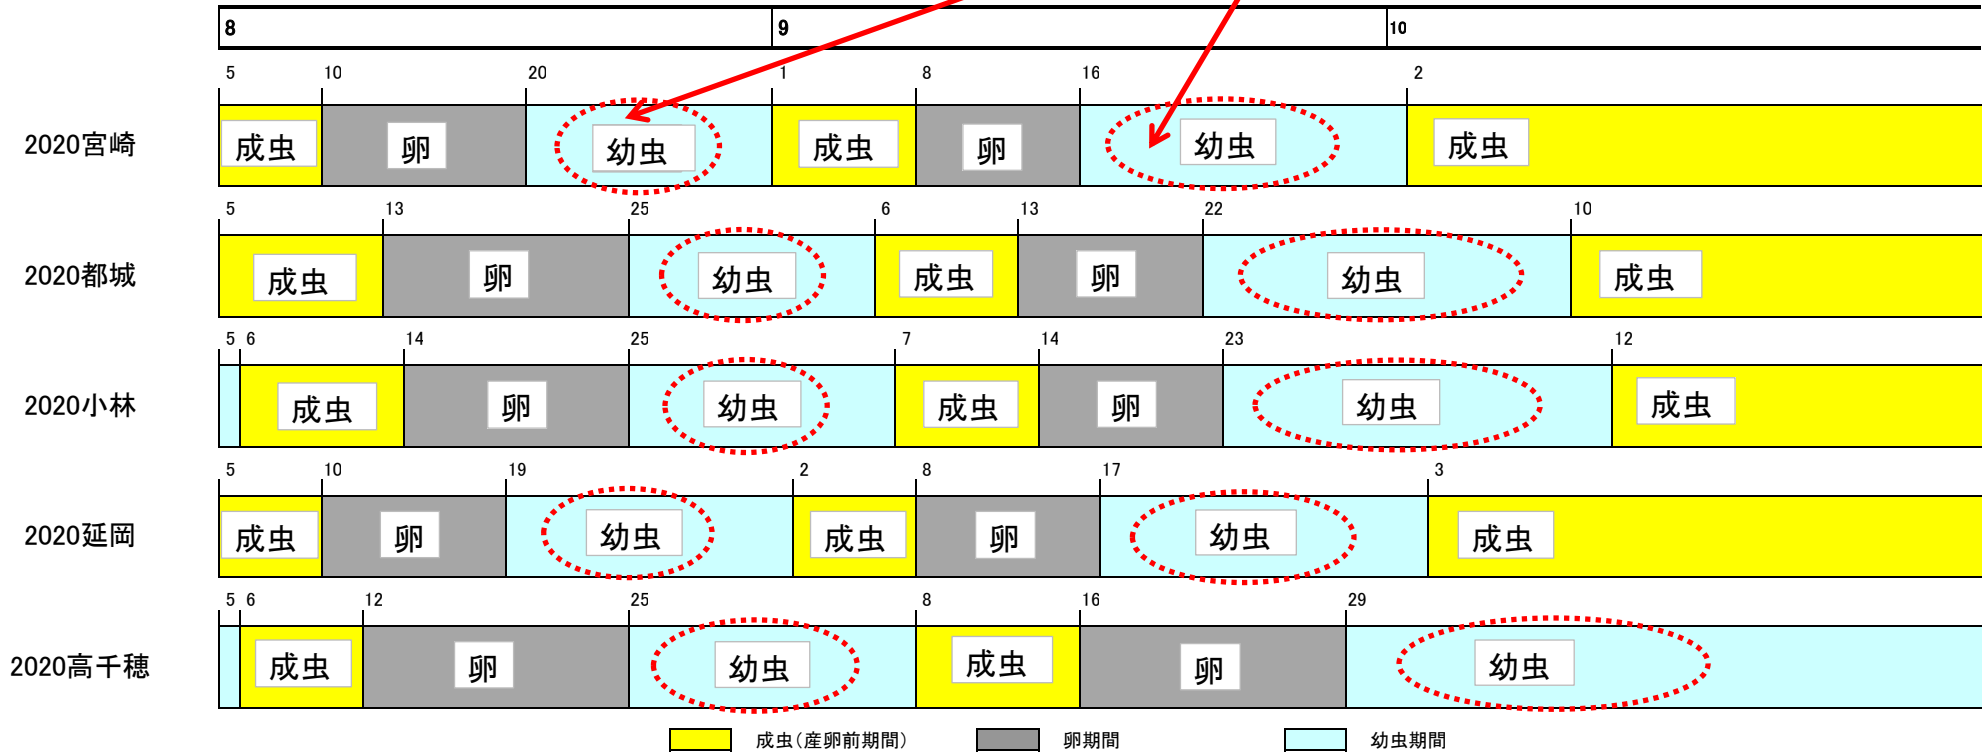 8 9 10
5 10 20 1 8 16 2
2020宮崎 成虫 卵 幼虫 成虫 卵 幼虫 成虫
5 13 25 6 13 22 10
2020都城 成虫 卵 幼虫 成虫 卵 幼虫 成虫
5 6 14 25 7 14 23 12
2020小林 成虫 卵 幼虫 成虫 卵 幼虫 成虫
5 10 19 2 8 17 3
2020延岡 成虫 卵 幼虫 成虫 卵 幼虫 成虫
5 6 12 25 8 16 29
2020高千穂 成虫 卵 幼虫 成虫 卵 幼虫
成虫(産卵前期間) 卵期間 幼虫期間